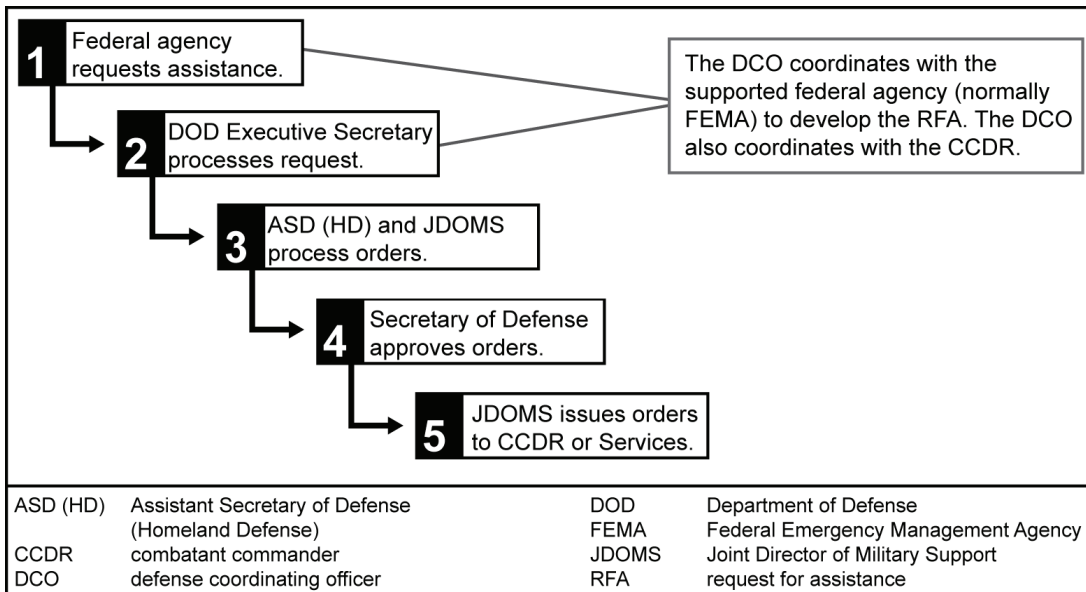 1
Federal agency
requests assistance.
The DCO coordinates with the
supported federal agency (normally
FEMA) to develop the RFA. The DCO
also coordinates with the CCDR.
2
DOD Executive Secretary
processes request.
3
ASD (HD) and JDOMS
process orders.
4
Secretary of Defense
approves orders.
5
JDOMS issues orders
to CCDR or Services.
ASD (HD) Assistant Secretary of Defense
(Homeland Defense)
CCDR combatant commander
DCO defense coordinating officer
DOD Department of Defense
FEMA Federal Emergency Management Agency
JDOMS Joint Director of Military Support
RFA request for assistance